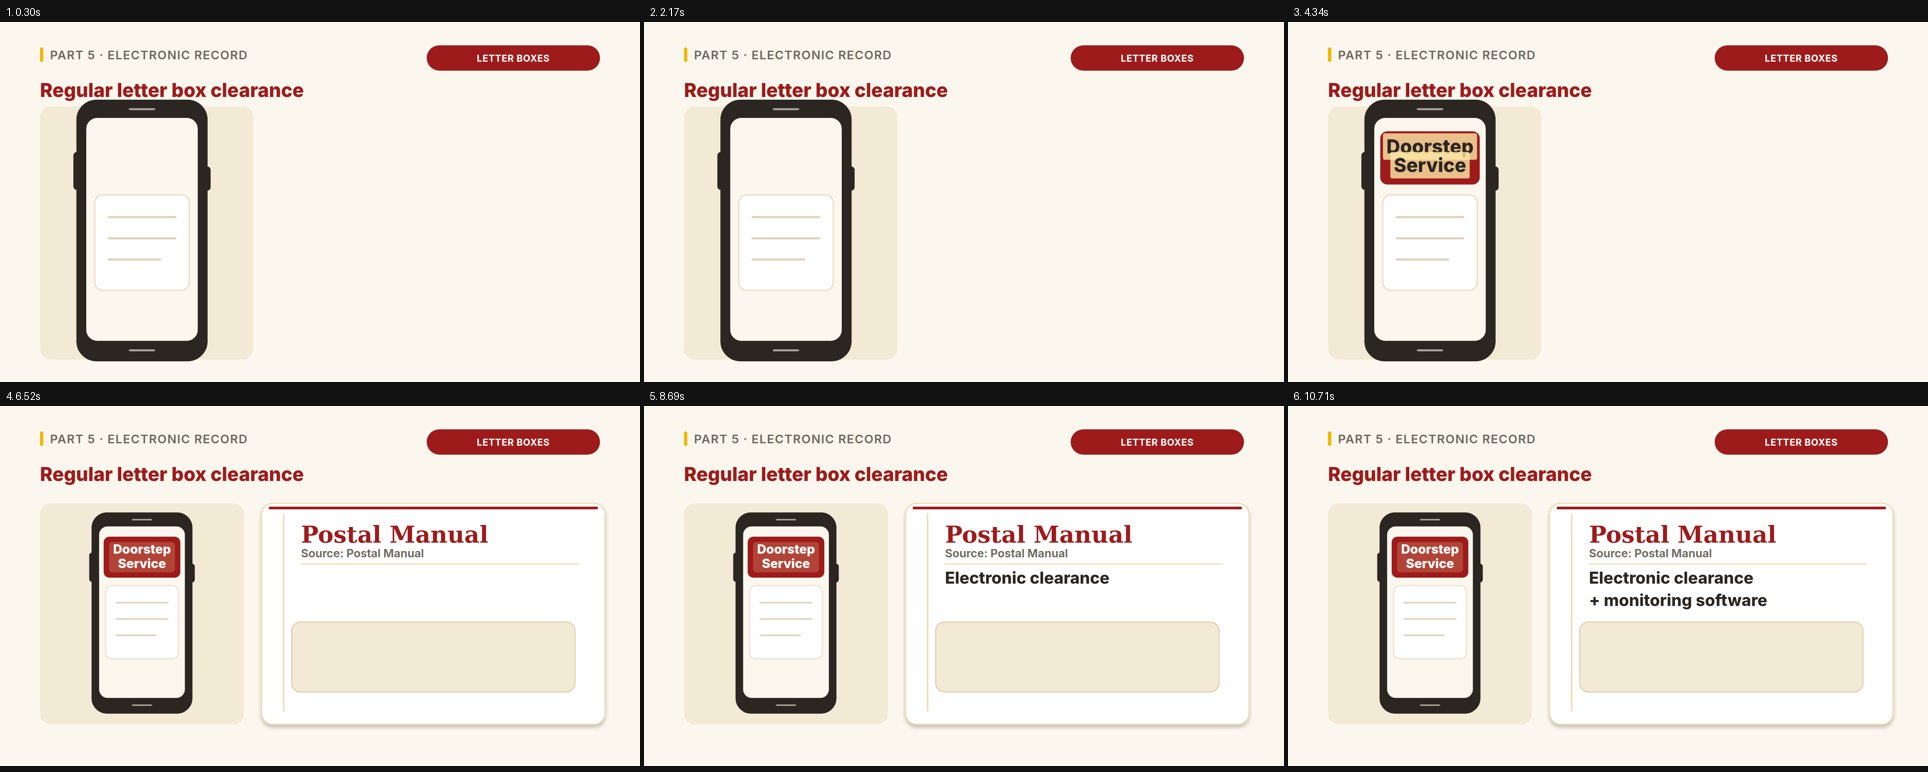 1. 0.30s
PART 5 · ELECTRONIC RECORD
LETTER BOXES
Regular letter box clearance
2. 2.17s
PART 5 · ELECTRONIC RECORD
LETTER BOXES
Regular letter box clearance
3. 4.34s
PART 5 · ELECTRONIC RECORD
LETTER BOXES
Regular letter box clearance
Doorstep
Service
4. 6.52s
PART 5 · ELECTRONIC RECORD
LETTER BOXES
Regular letter box clearance
Doorstep
Service
Postal Manual
Source: Postal Manual
5. 8.69s
PART 5 · ELECTRONIC RECORD
LETTER BOXES
Regular letter box clearance
Doorstep
Service
Postal Manual
Source: Postal Manual
Electronic clearance
6. 10.71s
PART 5 · ELECTRONIC RECORD
LETTER BOXES
Regular letter box clearance
Doorstep
Service
Postal Manual
Source: Postal Manual
Electronic clearance
+ monitoring software